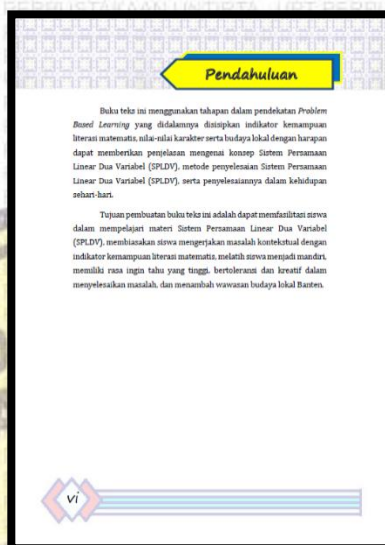 Pendahuluan
Buku teks ini menggunakan tahapan dalam pendekatan Problem
Based Learning yang didalamnya disisipkan indikator kemampuan
literasi matematis, nilai-nilai karakter serta budaya lokal dengan harapan
dapat memberikan penjelasan mengenai konsep Sistem Persamaan
Linear Dua Variabel (SPLDV), metode penyelesaian Sistem Persamaan
Linear Dua Variabel (SPLDV), serta penyelesaiannya dalam kehidupan
sehari-hari.
Tujuan pembuatan buku teks ini adalah dapat memfasilitasi siswa
dalam mempelajari materi Sistem Persamaan Linear Dua Variabel
(SPLDV), membiasakan siswa mengerjakan masalah kontekstual dengan
indikator kemampuan literasi matematis, melatih siswa menjadi mandiri,
memiliki rasa ingin tahu yang tinggi, bertoleransi dan kreatif dalam
menyelesaikan masalah, dan menambah wawasan budaya lokal Banten.
vi